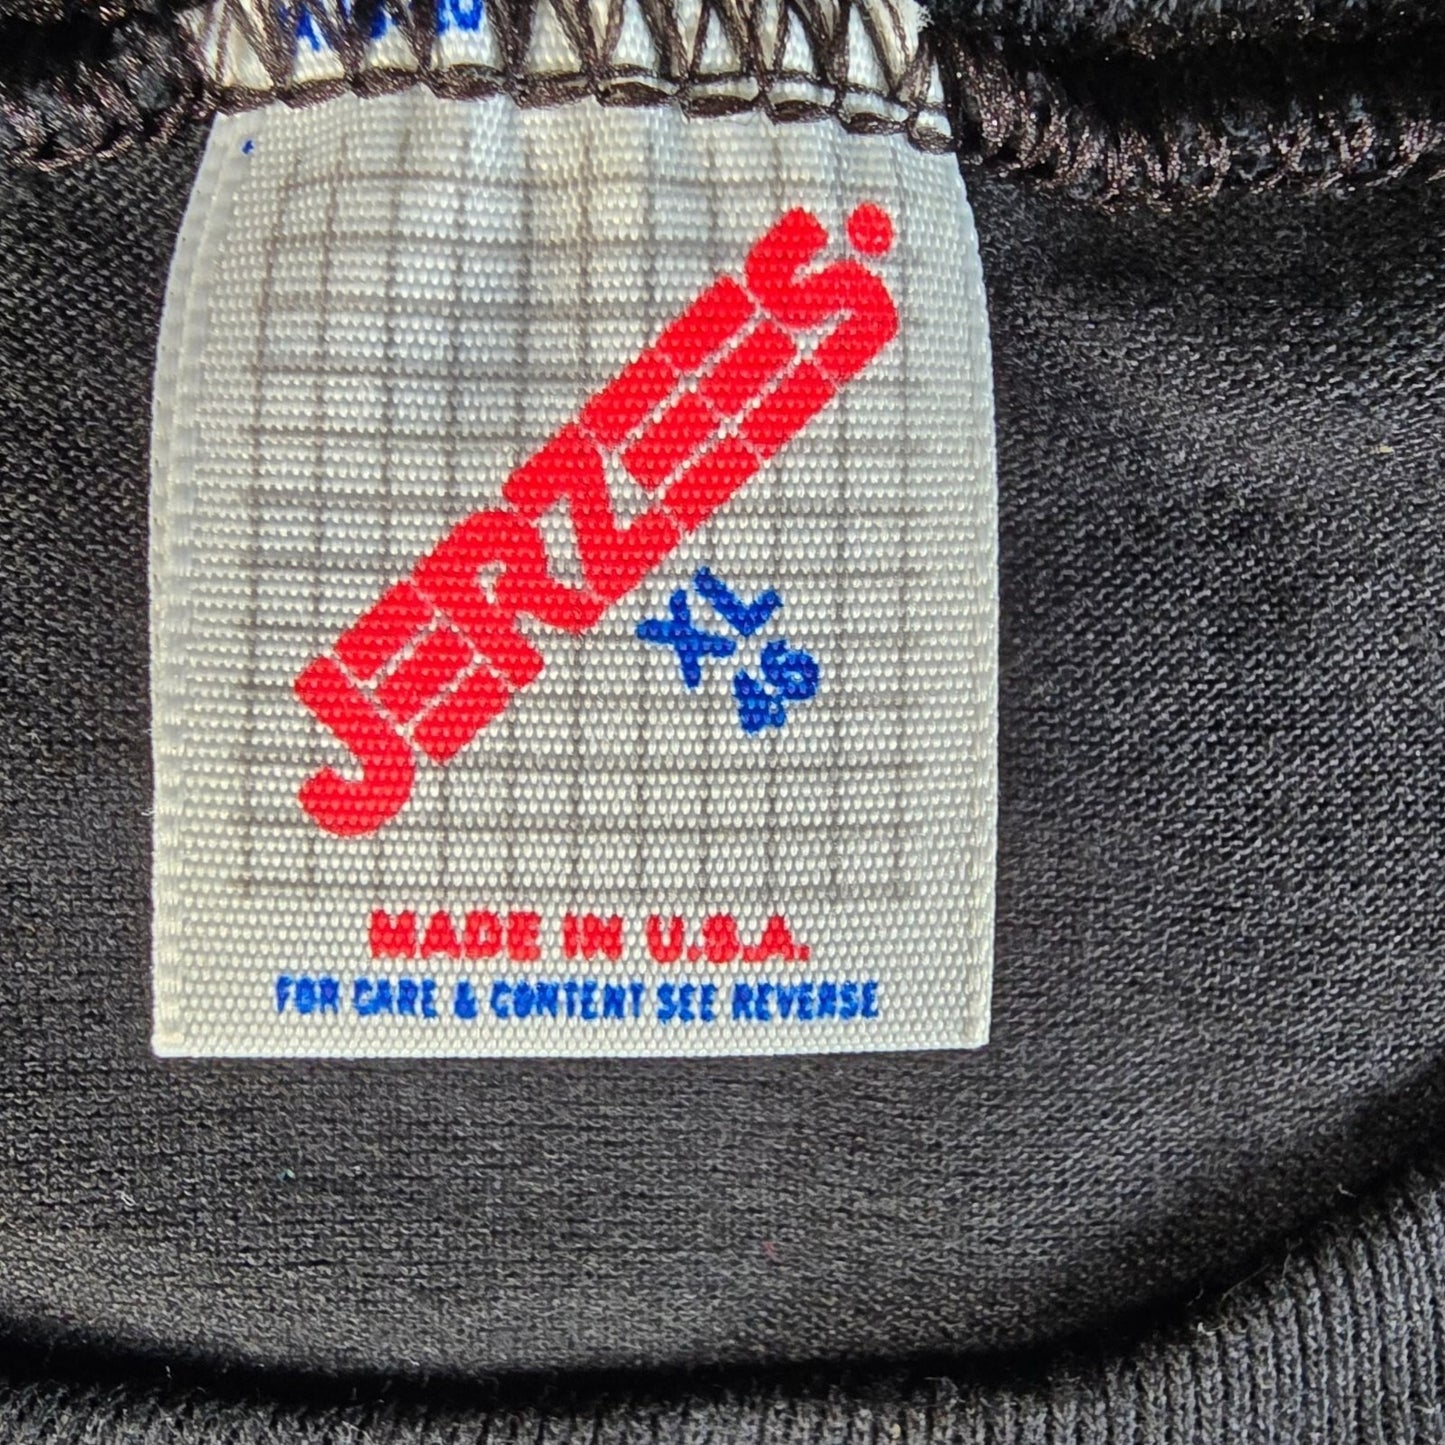 JERZEES.
XL
MADE IN U.S.A.
FOR CARE & CONTENT SEE REVERSE